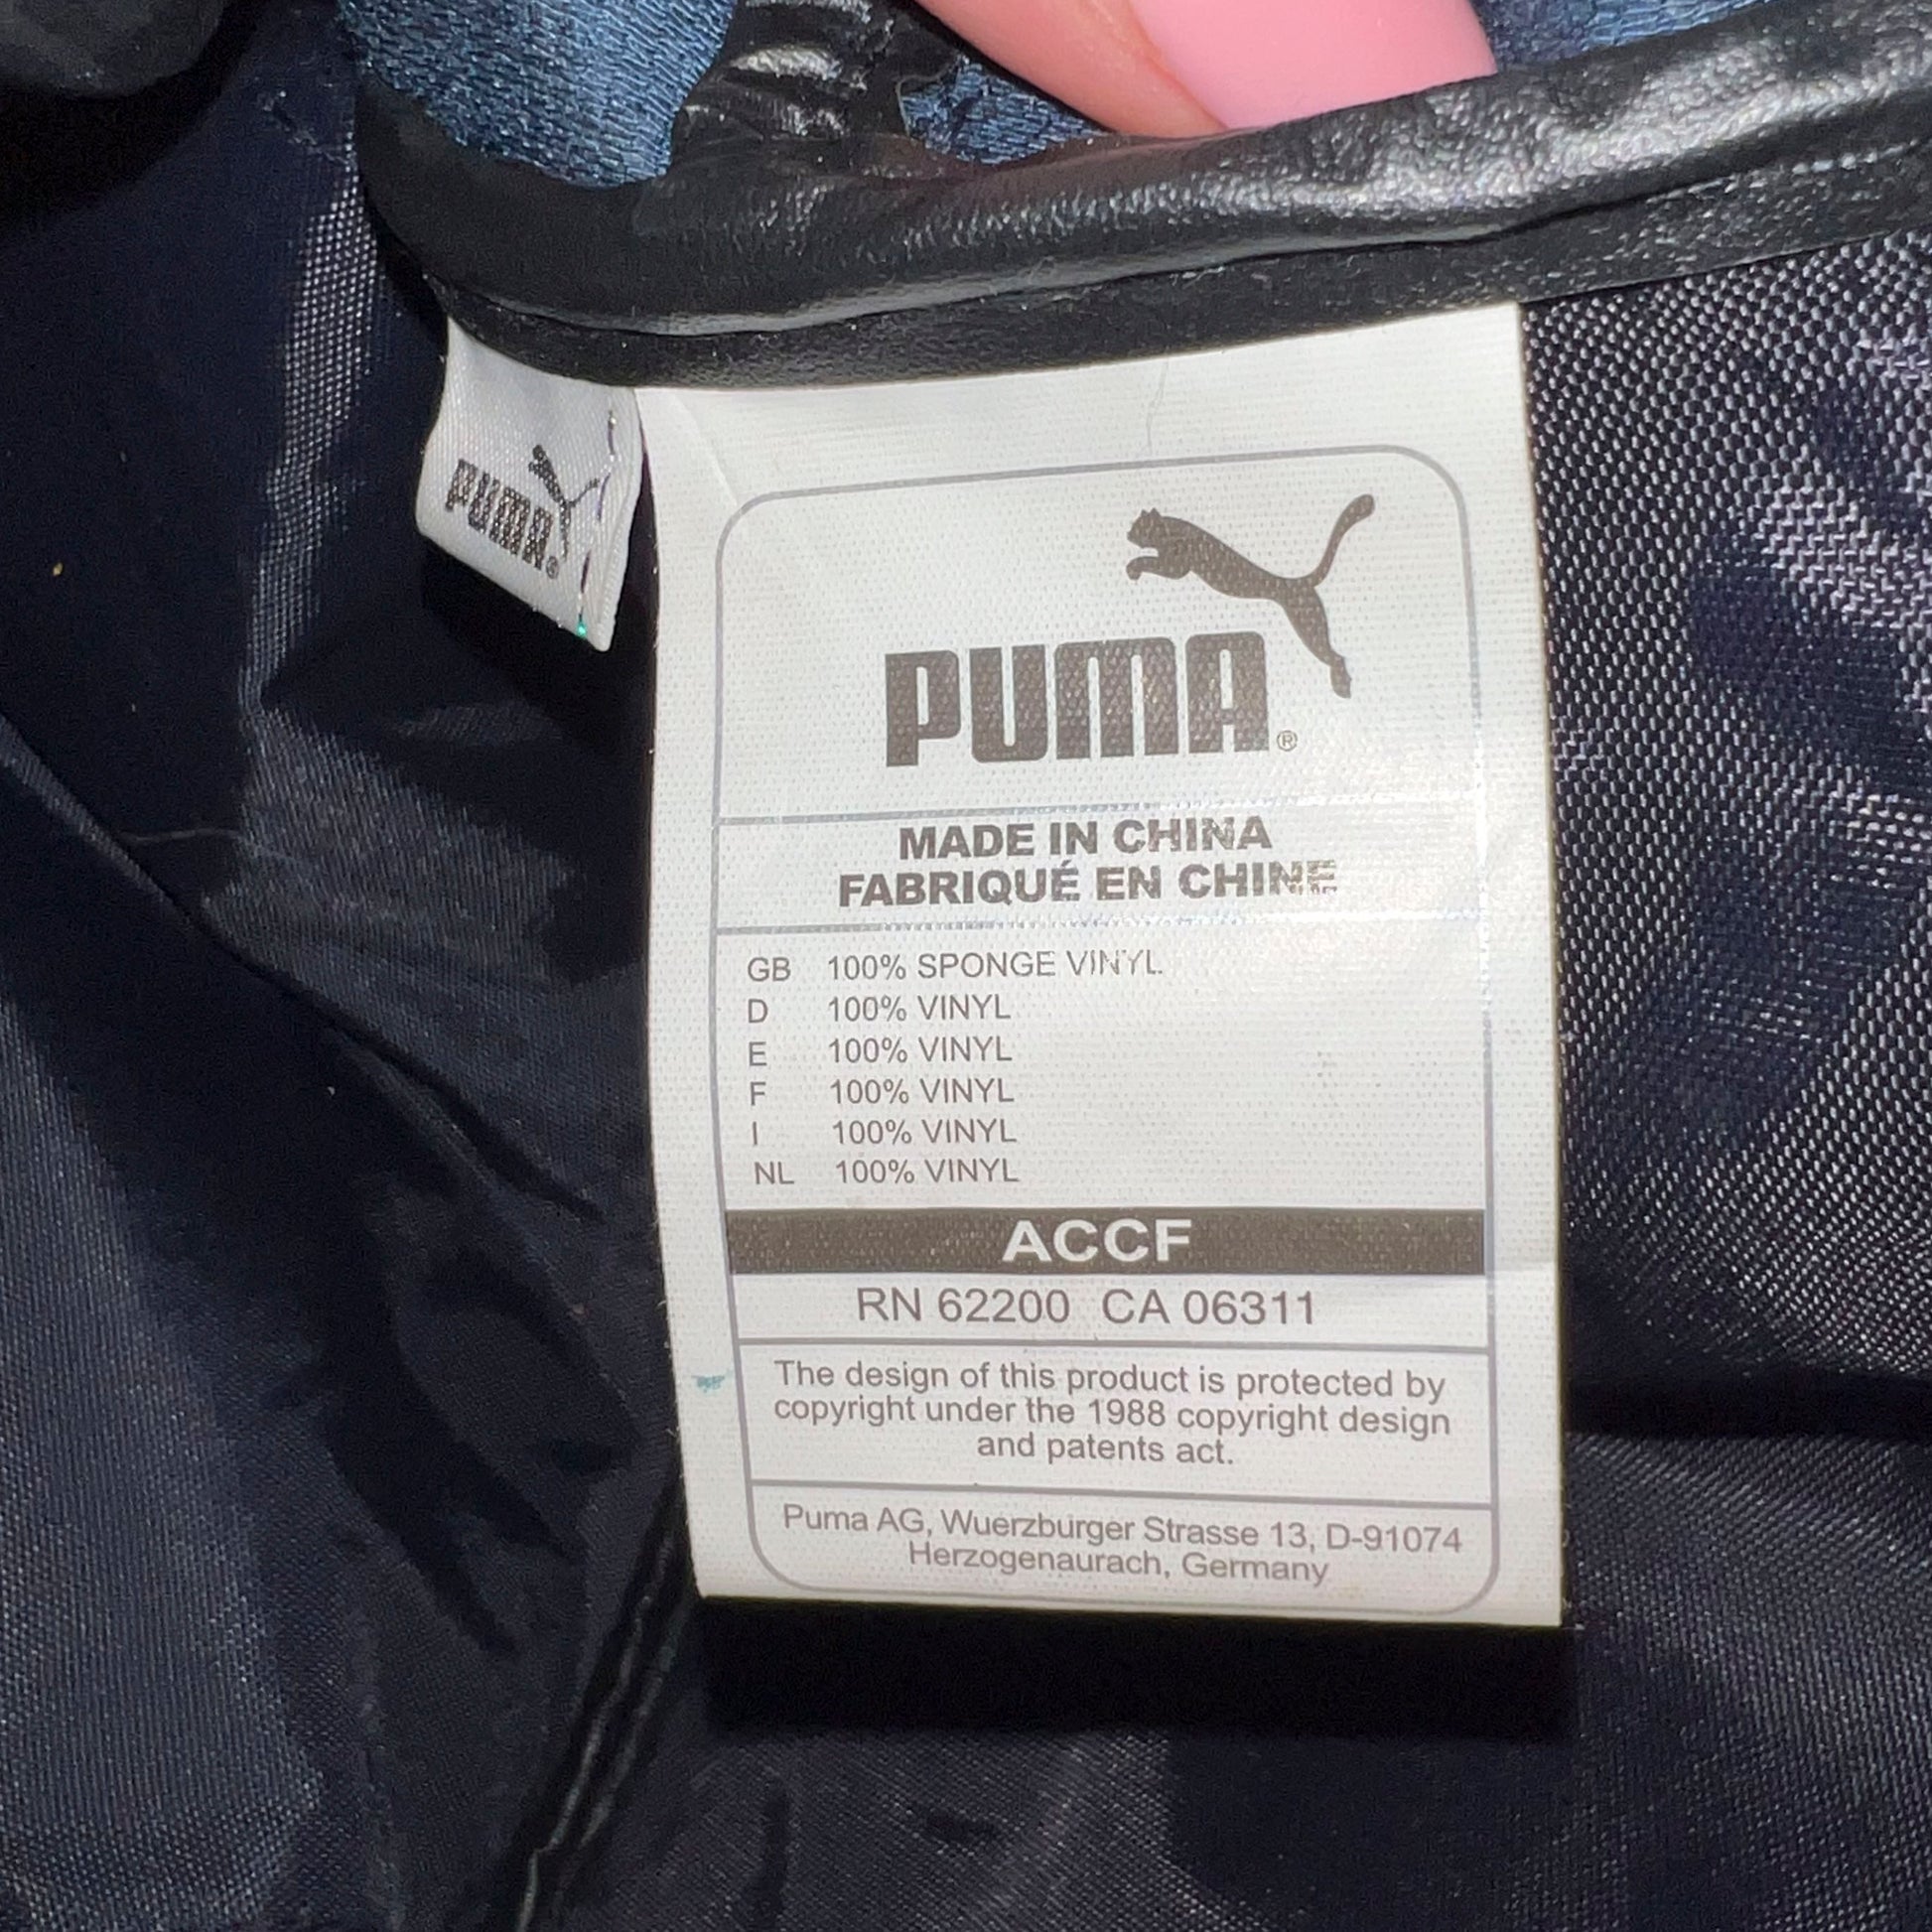 PUMA®
PUMA®
MADE IN CHINA
FABRIQUÉ EN CHINE
GB 100% SPONGE VINYL
D 100% VINYL
E 100% VINYL
F 100% VINYL
I 100% VINYL
NL 100% VINYL
ACCF
RN 62200 CA 06311
The design of this product is protected by
copyright under the 1988 copyright design
and patents act.
Puma AG, Wuerzburger Strasse 13, D-91074
Herzogenaurach, Germany